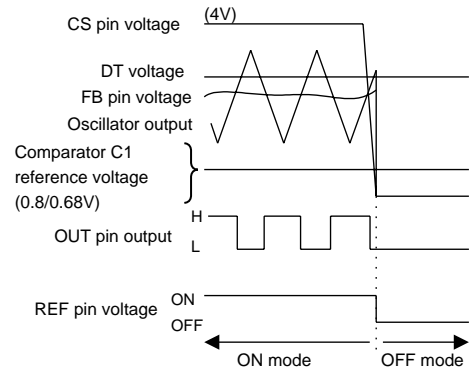 CS pin voltage
(4V)
DT voltage
FB pin voltage
Oscillator output
Comparator C1
reference voltage
(0.8/0.68V)
H
OUT pin output
L
REF pin voltage
ON
OFF
ON mode
OFF mode